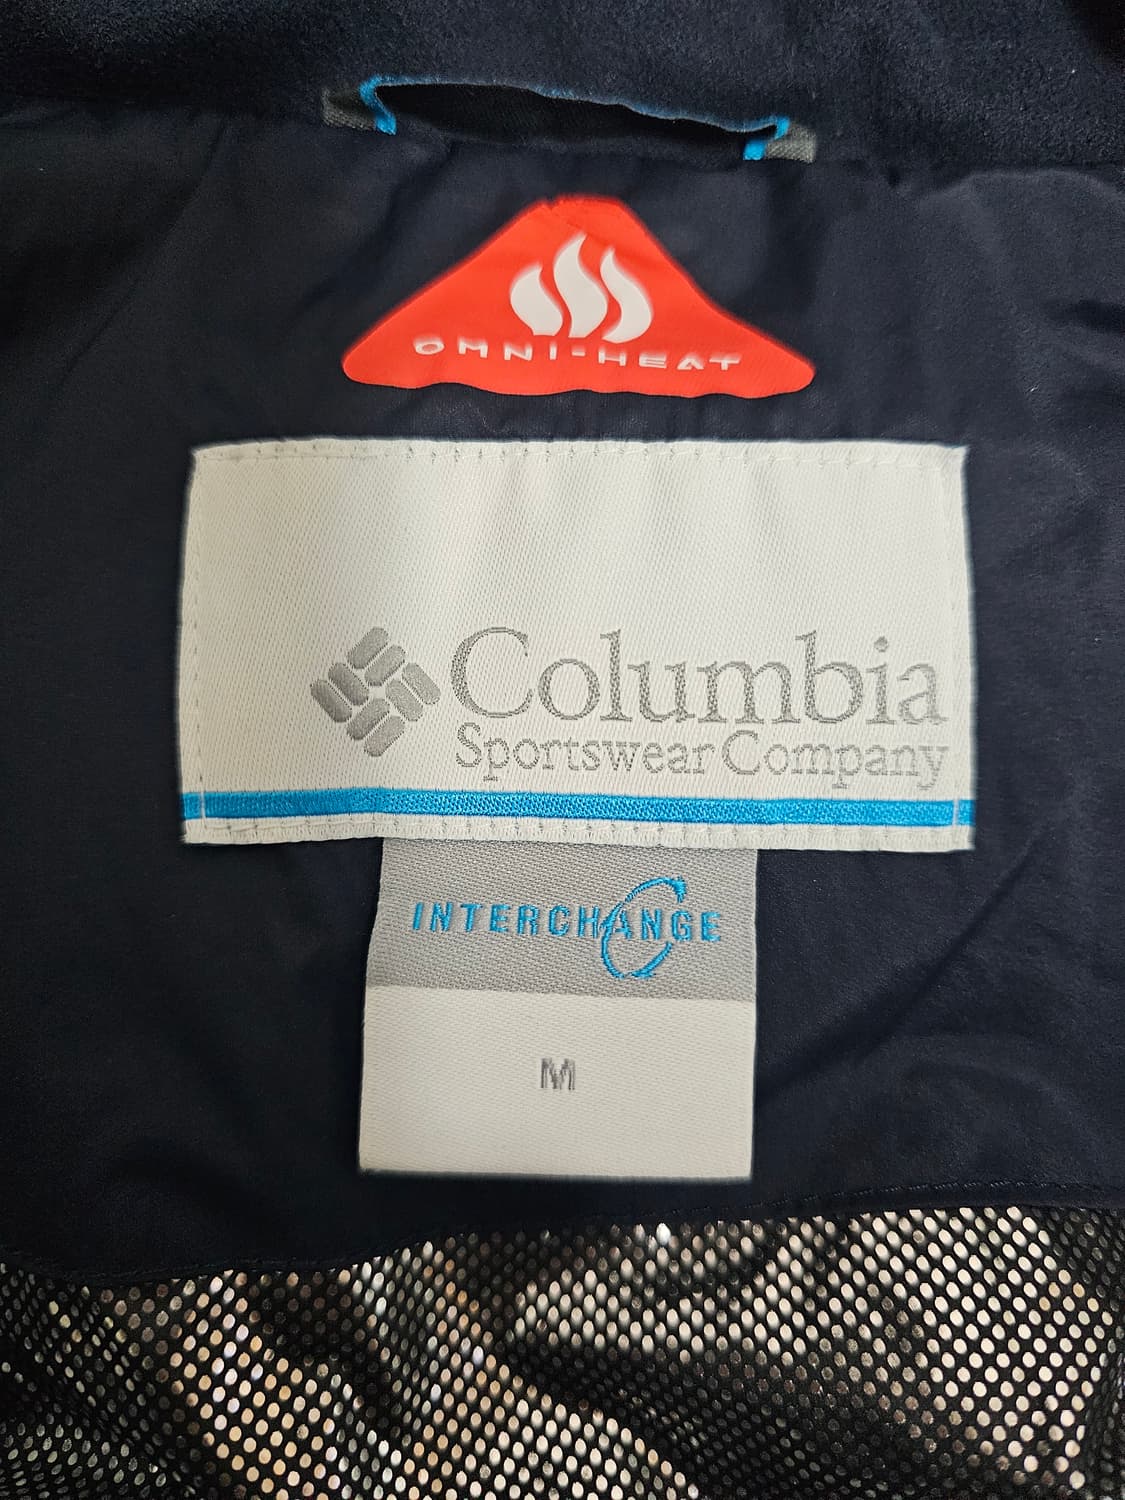 OMNI-HEAT
Columbia
Sportswear Company
INTERCHANGE
M